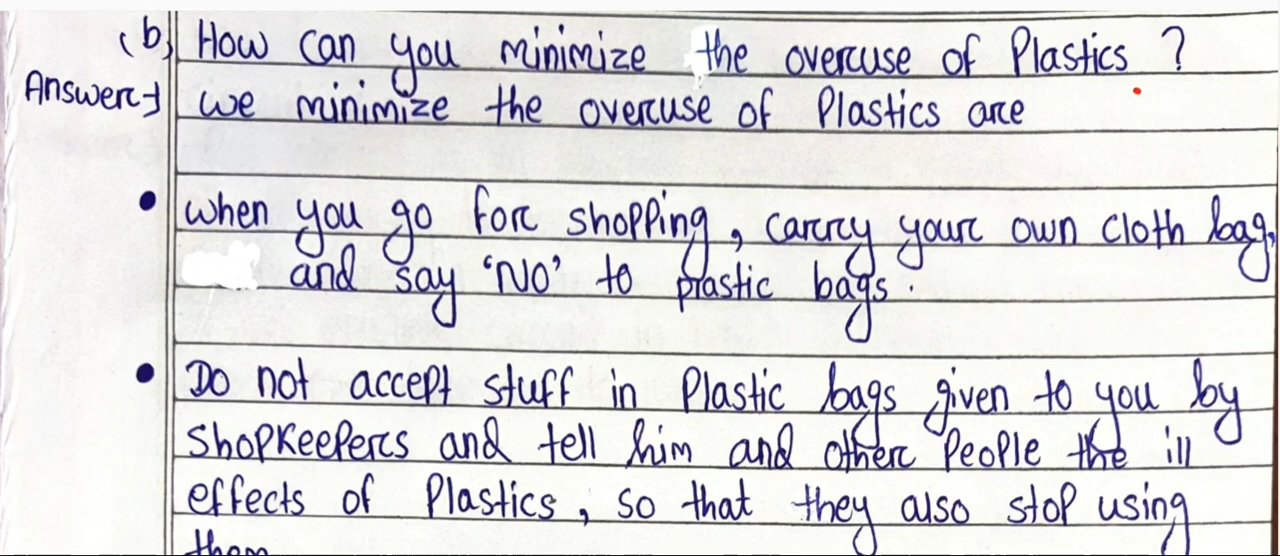 (b) How can you minimize the overuse of Plastics ?
Answer→ we minimize the overuse of Plastics are
• when you go for shopping, carry your own cloth bag,
and say 'NO' to plastic bags.
• Do not accept stuff in Plastic bags given to you by
shopkeepers and tell him and other people the ill
effects of Plastics, so that they also stop using
them